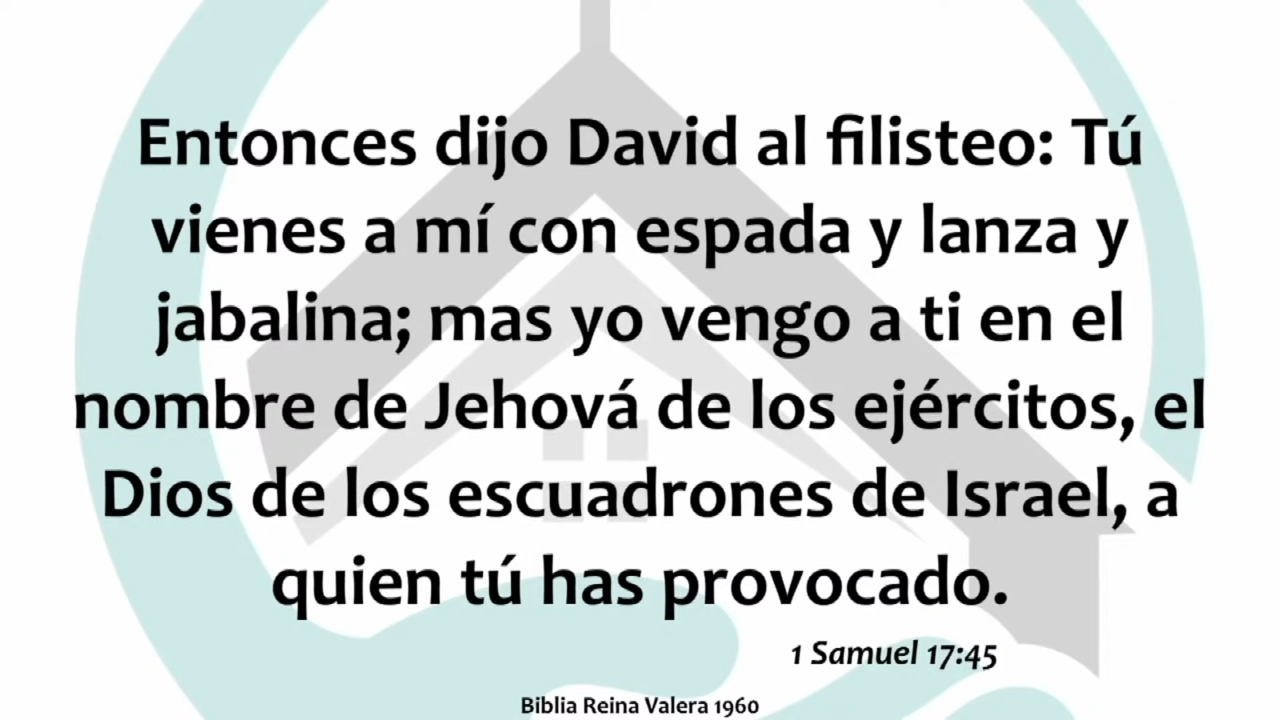 Entonces dijo David al filisteo: Tú
vienes a mí con espada y lanza y
jabalina; mas yo vengo a ti en el
nombre de Jehová de los ejércitos, el
Dios de los escuadrones de Israel, a
quien tú has provocado.
1 Samuel 17:45
Biblia Reina Valera 1960